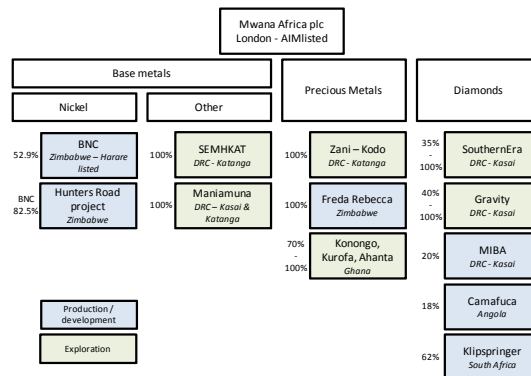 Mwana Africa plc
London - AIMlisted
Base metals
Precious Metals
Diamonds
Nickel
Other
52.9%
BNC
Zimbabwe – Harare
listed
BNC
82.5%
Hunters Road
project
Zimbabwe
100%
SEMHKAT
DRC - Katanga
100%
Maniamuna
DRC – Kasai &
Katanga
100%
Zani – Kodo
DRC - Katanga
100%
Freda Rebecca
Zimbabwe
70%
-
100%
Konongo,
Kurofa, Ahanta
Ghana
35%
-
100%
SouthernEra
DRC - Kasai
40%
-
100%
Gravity
DRC - Kasai
20%
MIBA
DRC - Kasai
18%
Camafuca
Angola
62%
Klipspringer
South Africa
Production /
development
Exploration